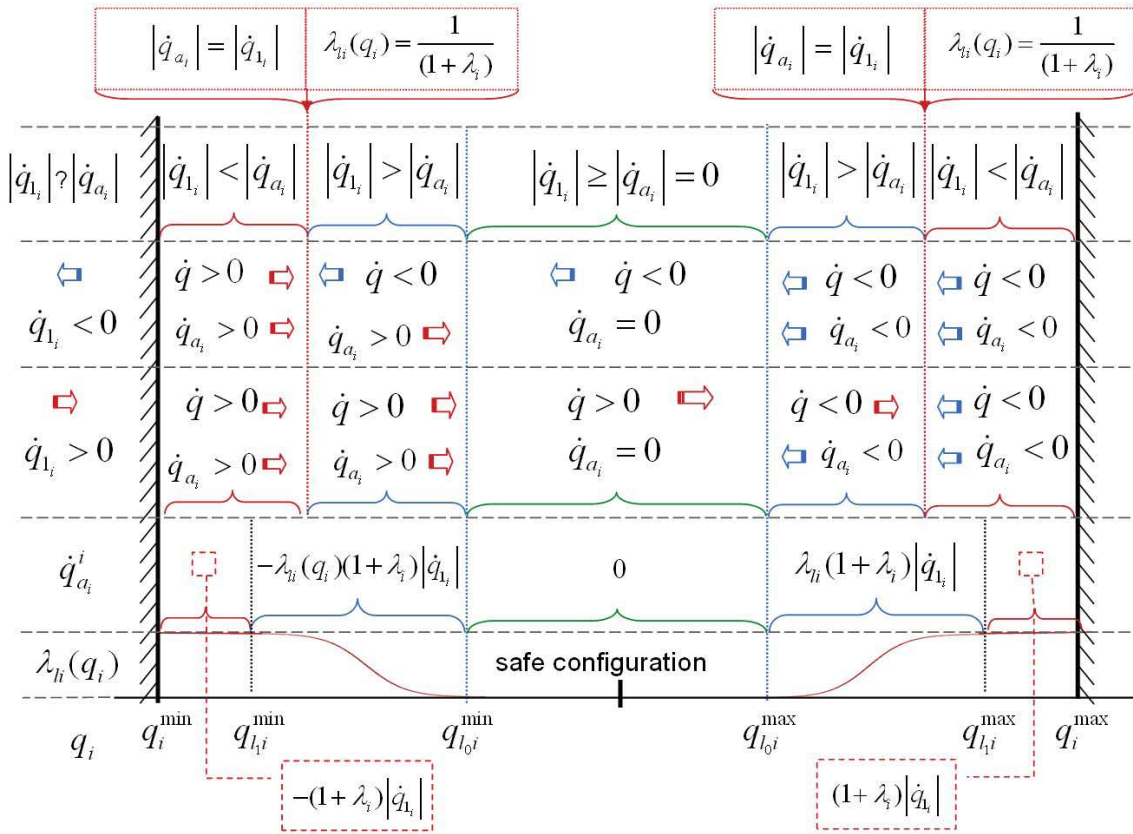 |q̇_{a_i}| = |q̇_{1_i}| λ_{li}(q_i) = 1/(1+λ_i) |q̇_{a_i}| = |q̇_{1_i}| λ_{li}(q_i) = 1/(1+λ_i)
|q̇_{1_i}| ? |q̇_{a_i}| |q̇_{1_i}| < |q̇_{a_i}| |q̇_{1_i}| > |q̇_{a_i}| |q̇_{1_i}| ≥ |q̇_{a_i}| = 0 |q̇_{1_i}| > |q̇_{a_i}| |q̇_{1_i}| < |q̇_{a_i}|
q̇ > 0 q̇ < 0 q̇ < 0 q̇ < 0 q̇ < 0
q̇_{1_i} < 0 q̇_{a_i} > 0 q̇_{a_i} > 0 q̇_{a_i} = 0 q̇_{a_i} < 0 q̇_{a_i} < 0
q̇ > 0 q̇ > 0 q̇ > 0 q̇ < 0 q̇ < 0
q̇_{1_i} > 0 q̇_{a_i} > 0 q̇_{a_i} > 0 q̇_{a_i} = 0 q̇_{a_i} < 0 q̇_{a_i} < 0
q̇_{a_i}^i −λ_{li}(q_i)(1+λ_i)|q̇_{1_i}| 0 λ_{li}(1+λ_i)|q̇_{1_i}|
λ_{li}(q_i) safe configuration
q_i q_i^{min} q_{l_1i}^{min} q_{l_0i}^{min} q_{l_0i}^{max} q_{l_1i}^{max} q_i^{max}
−(1+λ_i)|q̇_{1_i}| (1+λ_i)|q̇_{1_i}|